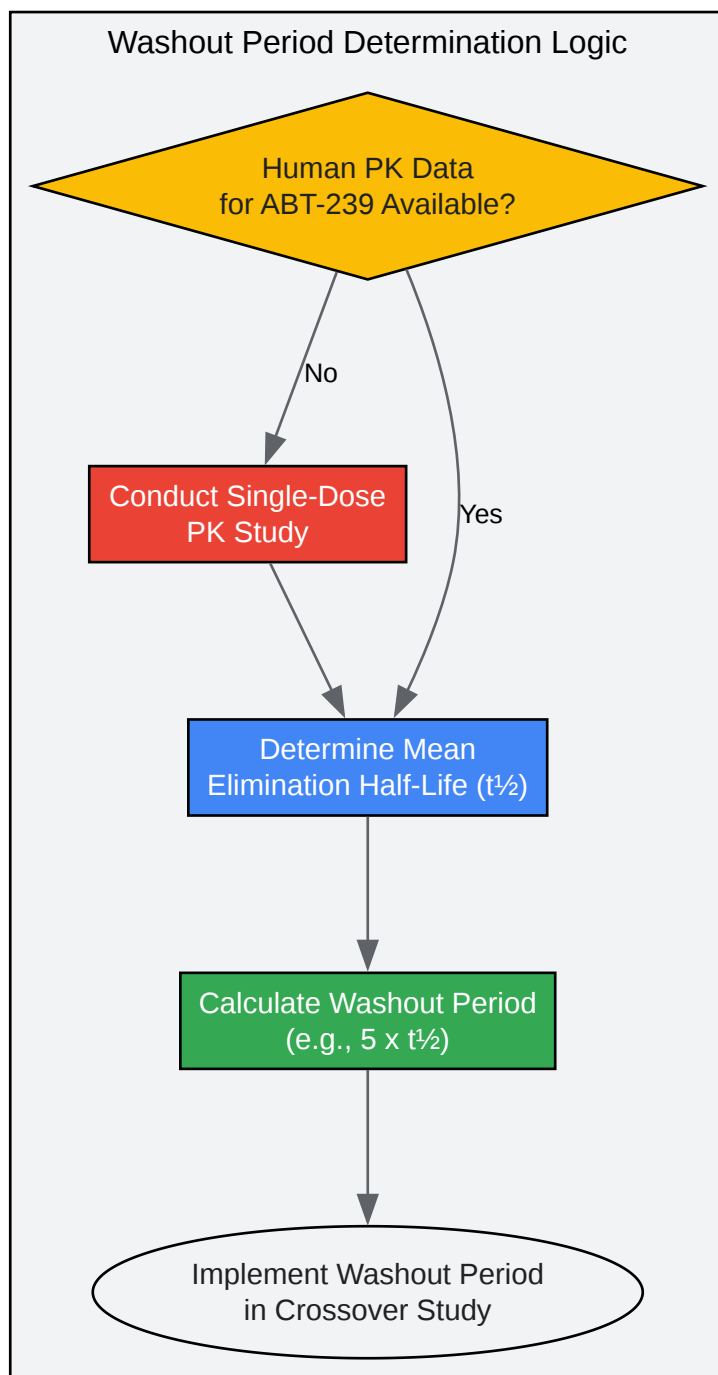 Washout Period Determination Logic
Human PK Data
for ABT-239 Available?
No
Yes
Conduct Single-Dose
PK Study
Determine Mean
Elimination Half-Life (t½)
Calculate Washout Period
(e.g., 5 x t½)
Implement Washout Period
in Crossover Study